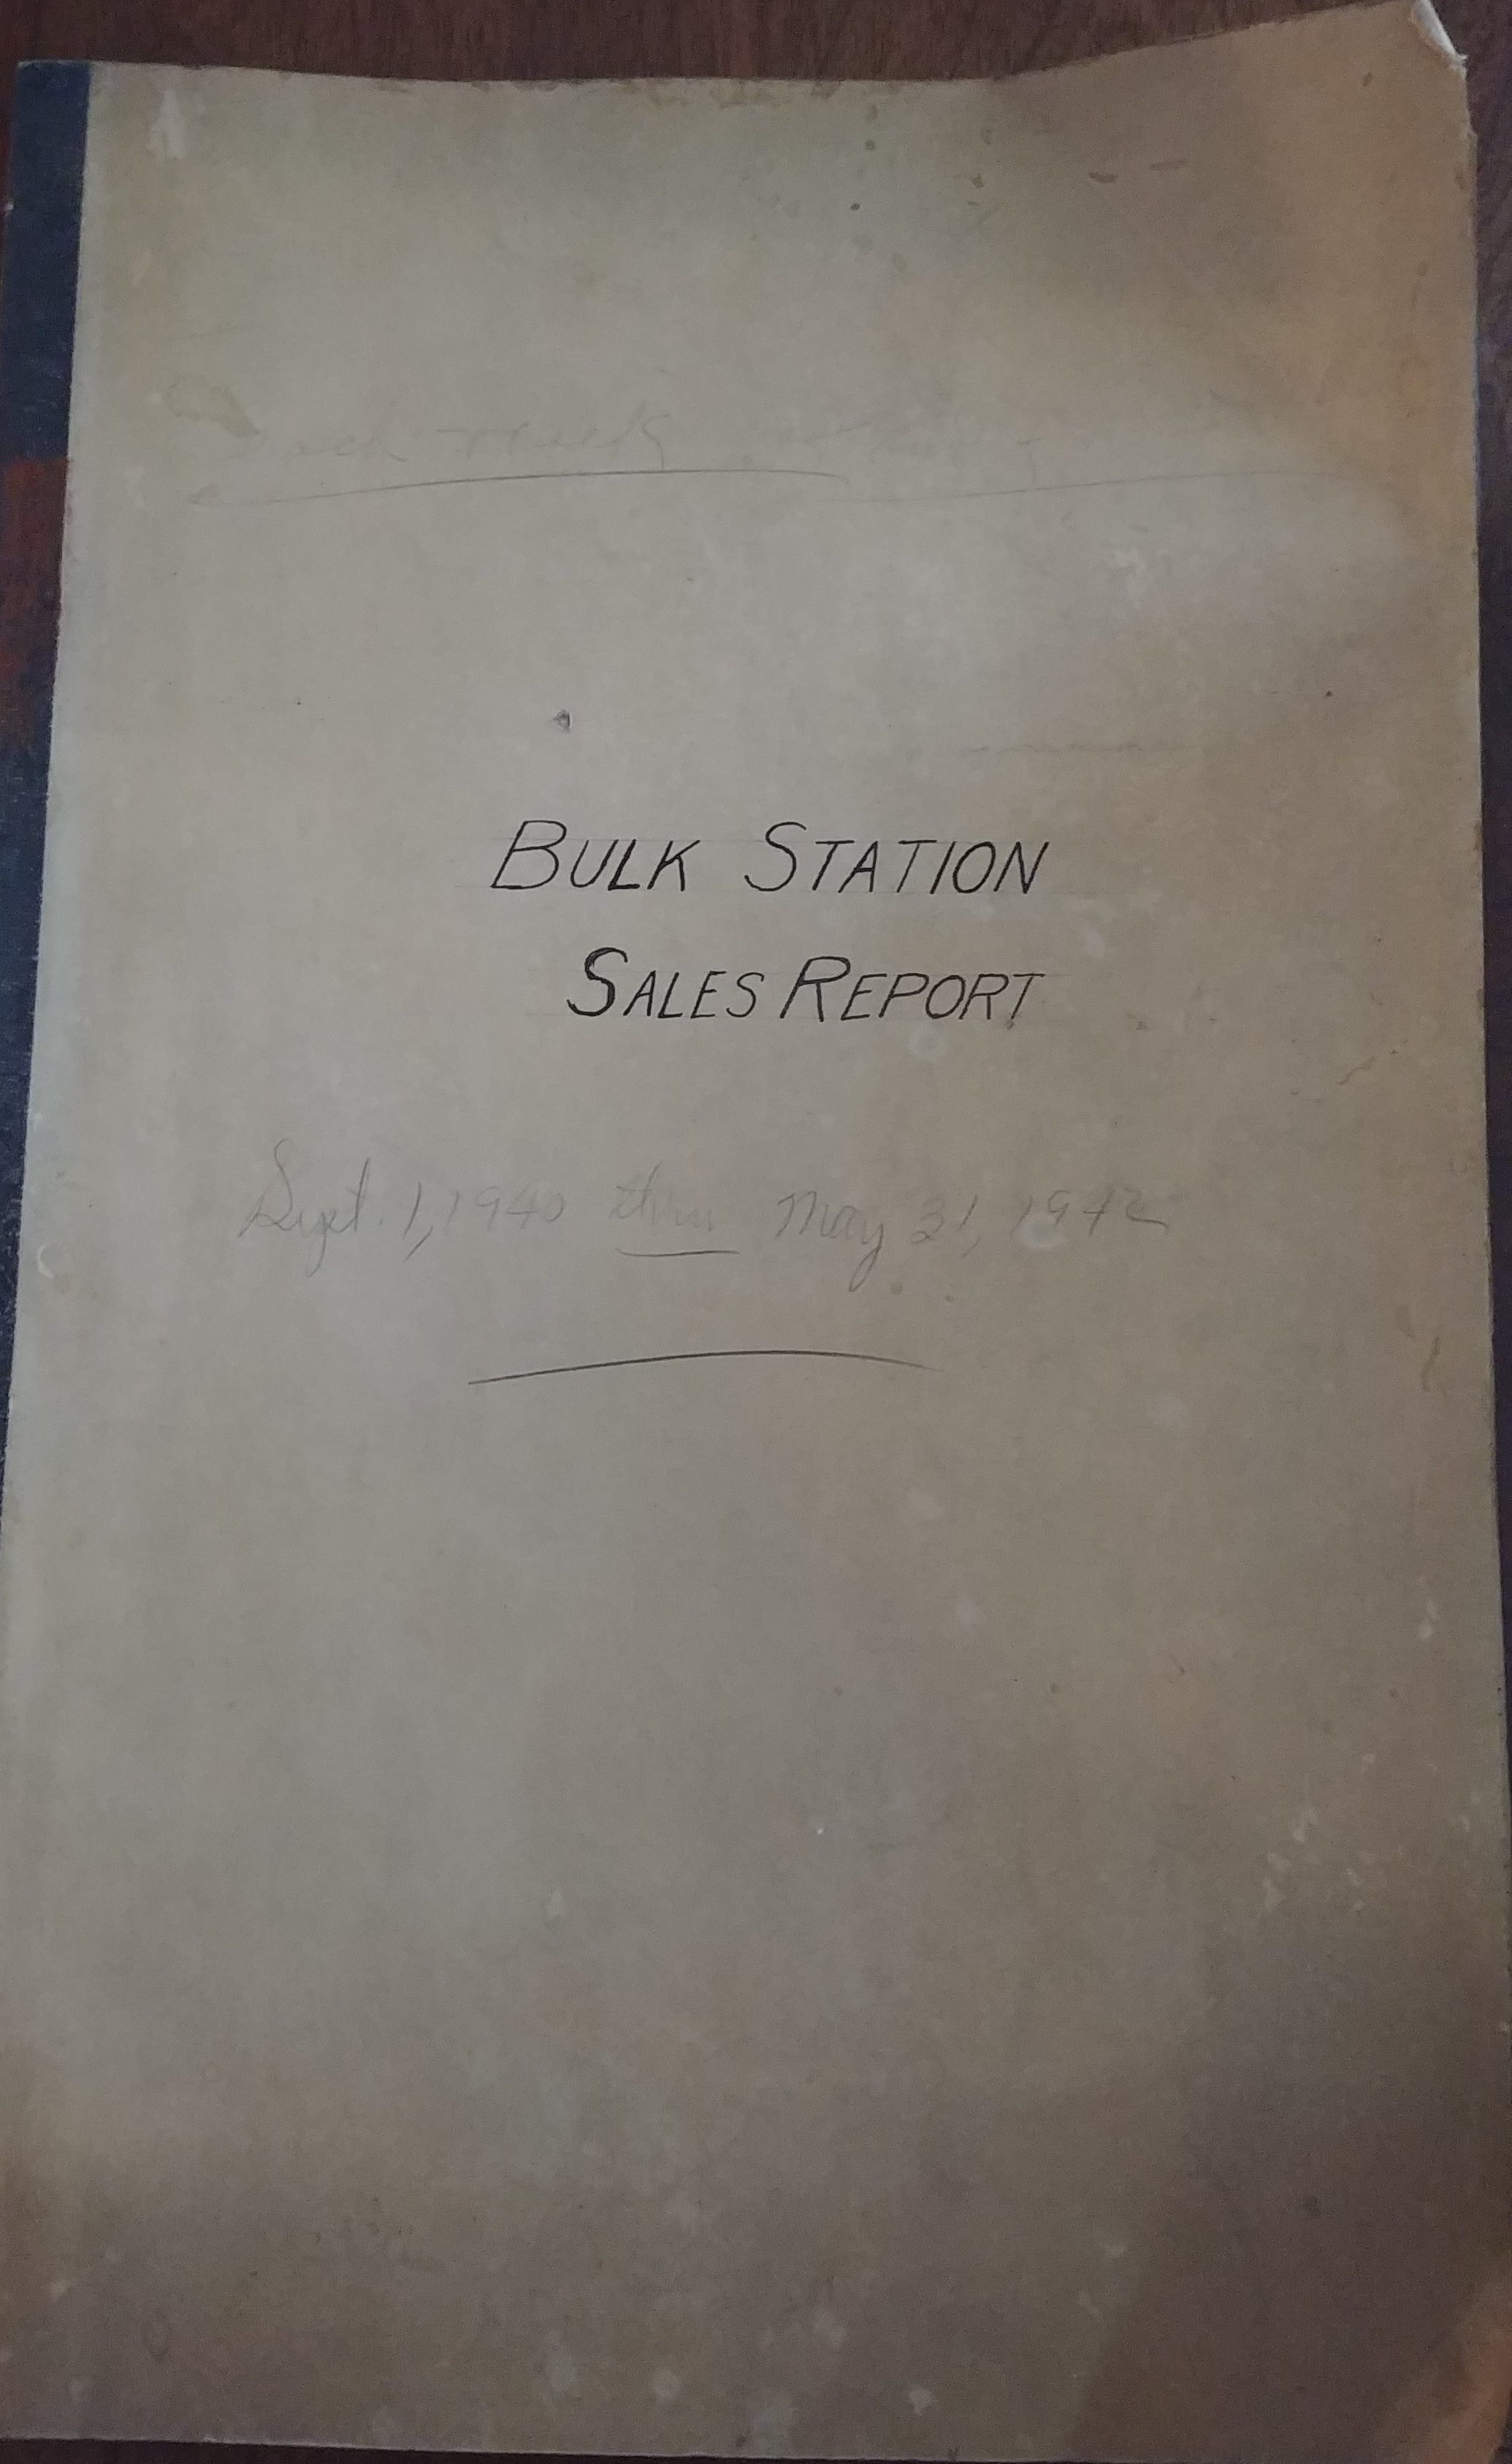 BULK STATION
SALES REPORT
Sept. 1, 1940 thru May 31, 1942